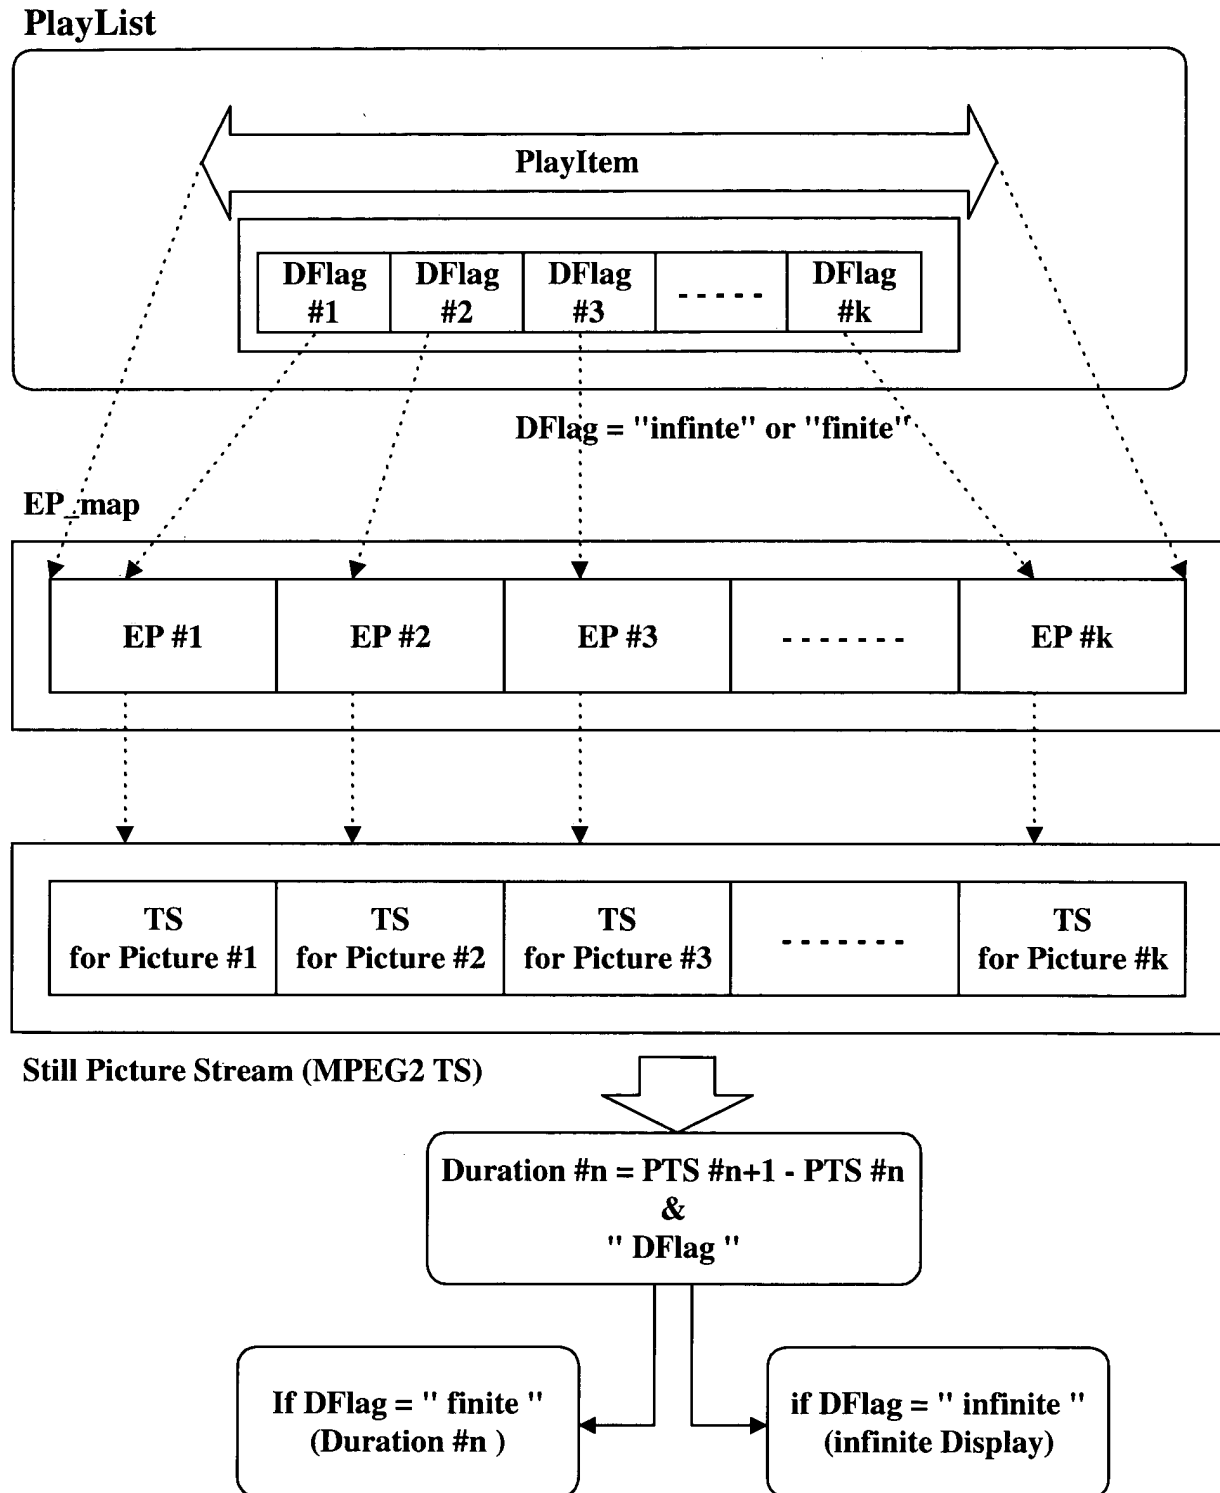 PlayList
PlayItem
DFlag #1
DFlag #2
DFlag #3
-----
DFlag #k
DFlag = "infinte" or "finite"
EP_map
EP #1
EP #2
EP #3
-------
EP #k
TS
for Picture #1
TS
for Picture #2
TS
for Picture #3
-------
TS
for Picture #k
Still Picture Stream (MPEG2 TS)
Duration #n = PTS #n+1 - PTS #n
&
" DFlag "
If DFlag = " finite "
(Duration #n )
if DFlag = " infinite "
(infinite Display)